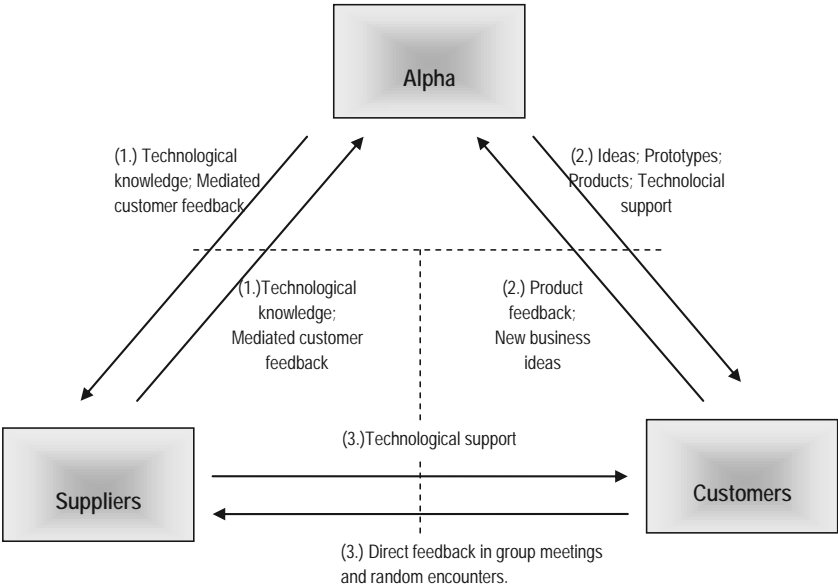 Alpha
(1.) Technological
knowledge; Mediated
customer feedback
(2.) Ideas; Prototypes;
Products; Technolocial
support
(1.)Technological
knowledge;
Mediated customer
feedback
(2.) Product
feedback;
New business
ideas
(3.)Technological support
Suppliers
Customers
(3.) Direct feedback in group meetings
and random encounters.